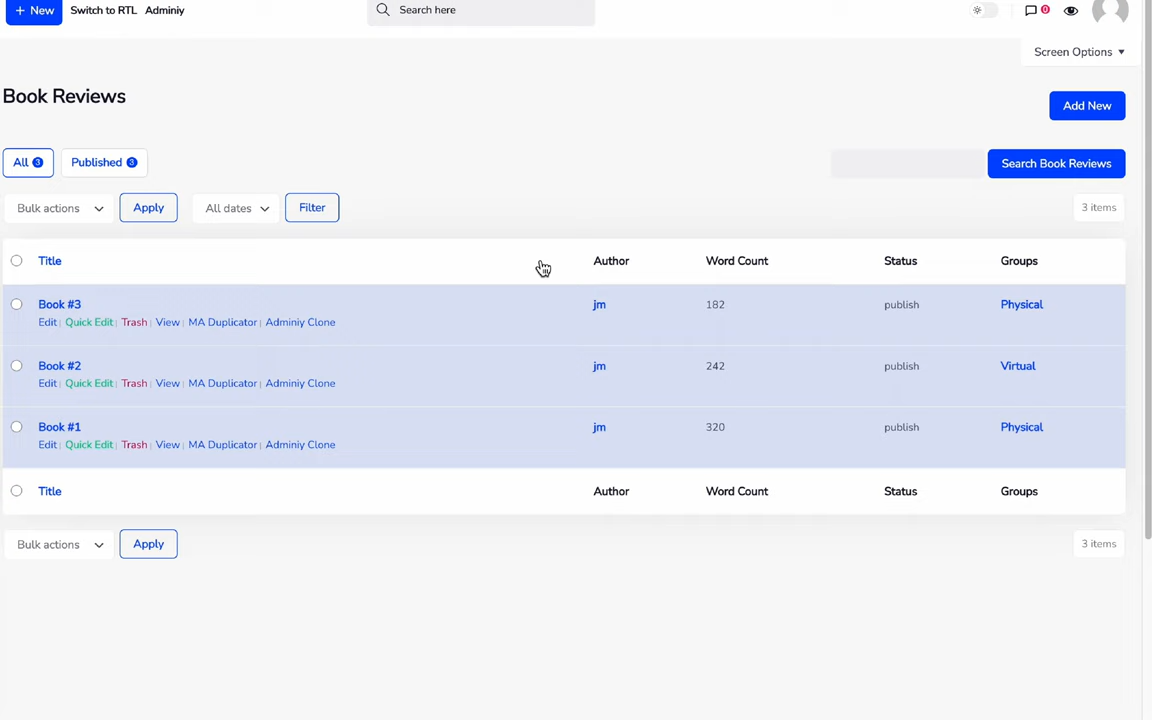 + New Switch to RTL Adminiy Search here 0
Screen Options ▼
Book Reviews
Add New
All 3 Published 3 Search Book Reviews
Bulk actions Apply All dates Filter 3 items
Title Author Word Count Status Groups
Book #3 jm 182 publish Physical
Edit | Quick Edit | Trash | View | MA Duplicator | Adminiy Clone
Book #2 jm 242 publish Virtual
Edit | Quick Edit | Trash | View | MA Duplicator | Adminiy Clone
Book #1 jm 320 publish Physical
Edit | Quick Edit | Trash | View | MA Duplicator | Adminiy Clone
Title Author Word Count Status Groups
Bulk actions Apply 3 items